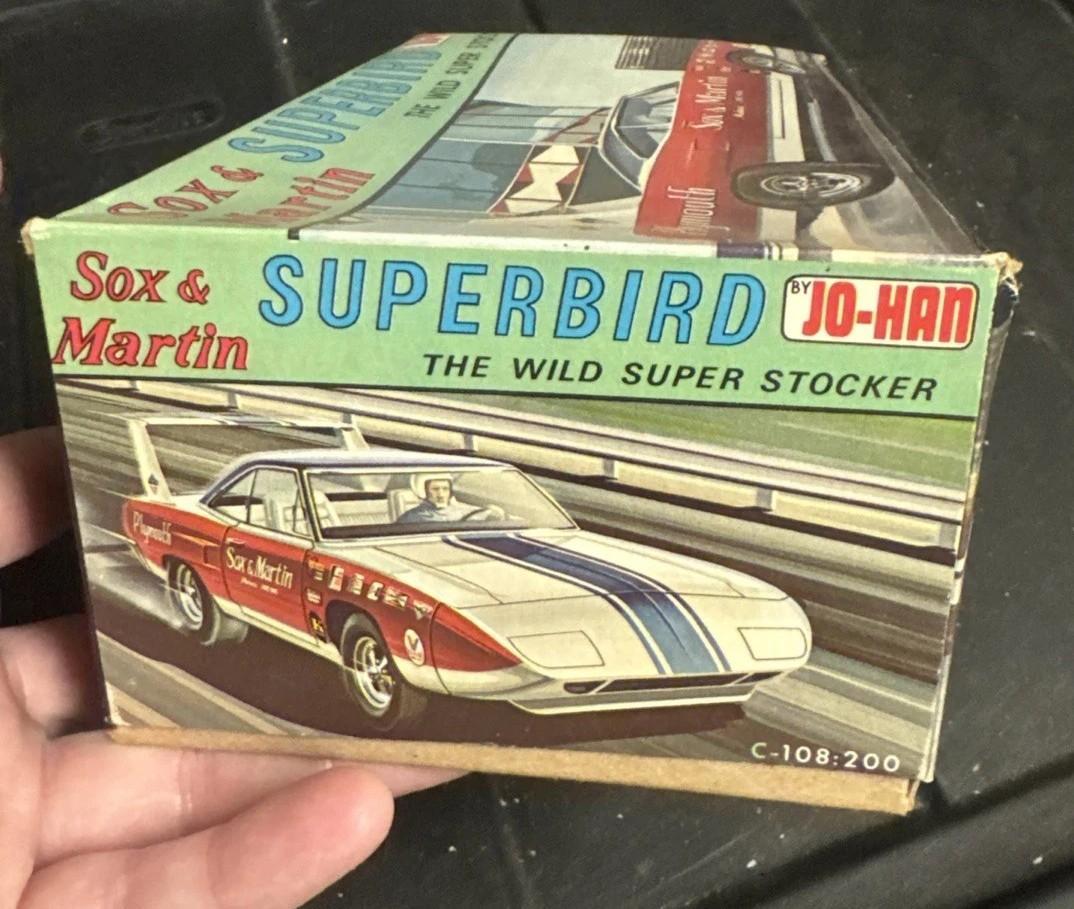 Sox & SUPERBIRD
Martin
THE WILD SUPER STOCK
Sox & Martin
Plymouth
Sox &
Martin
SUPERBIRD
BY JO-HAN
THE WILD SUPER STOCKER
Plymouth
Sox & Martin
C-108:200